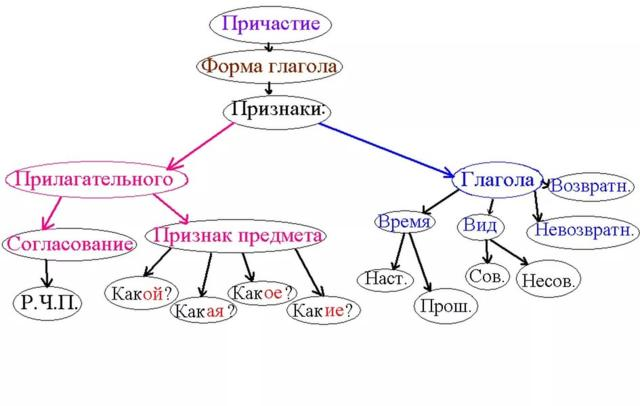 Причастие
Форма глагола
Признаки:
Прилагательного
Глагола
Возвратн.
Согласование
Признак предмета
Время
Вид
Невозвратн.
Р.Ч.П.
Какой?
Какая?
Какое?
Какие?
Наст.
Прош.
Сов.
Несов.